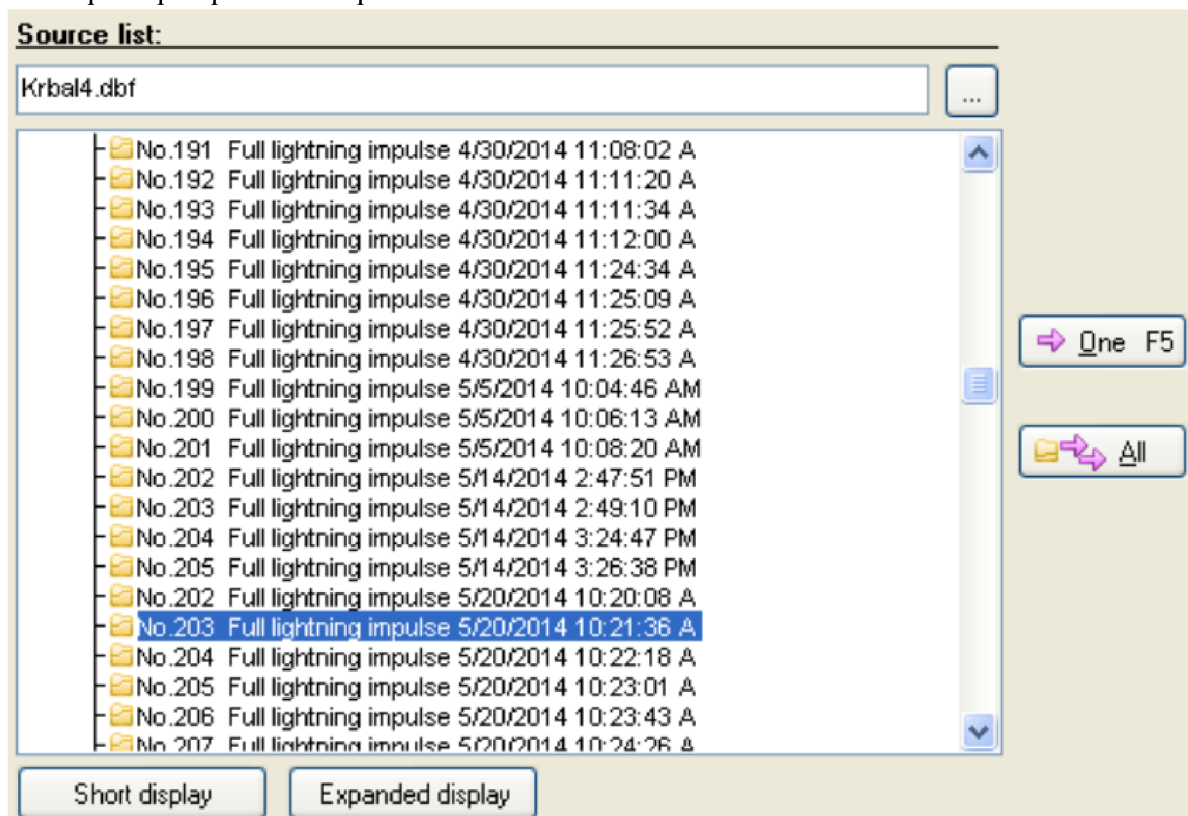 Source list:
Krbal4.dbf
...
No.191 Full lightning impulse 4/30/2014 11:08:02 A
No.192 Full lightning impulse 4/30/2014 11:11:20 A
No.193 Full lightning impulse 4/30/2014 11:11:34 A
No.194 Full lightning impulse 4/30/2014 11:12:00 A
No.195 Full lightning impulse 4/30/2014 11:24:34 A
No.196 Full lightning impulse 4/30/2014 11:25:09 A
No.197 Full lightning impulse 4/30/2014 11:25:52 A
No.198 Full lightning impulse 4/30/2014 11:26:53 A
No.199 Full lightning impulse 5/5/2014 10:04:46 AM
No.200 Full lightning impulse 5/5/2014 10:06:13 AM
No.201 Full lightning impulse 5/5/2014 10:08:20 AM
No.202 Full lightning impulse 5/14/2014 2:47:51 PM
No.203 Full lightning impulse 5/14/2014 2:49:10 PM
No.204 Full lightning impulse 5/14/2014 3:24:47 PM
No.205 Full lightning impulse 5/14/2014 3:26:38 PM
No.202 Full lightning impulse 5/20/2014 10:20:08 A
No.203 Full lightning impulse 5/20/2014 10:21:36 A
No.204 Full lightning impulse 5/20/2014 10:22:18 A
No.205 Full lightning impulse 5/20/2014 10:23:01 A
No.206 Full lightning impulse 5/20/2014 10:23:43 A
No.207 Full lightning impulse 5/20/2014 10:24:26 A
One F5
All
Short display
Expanded display